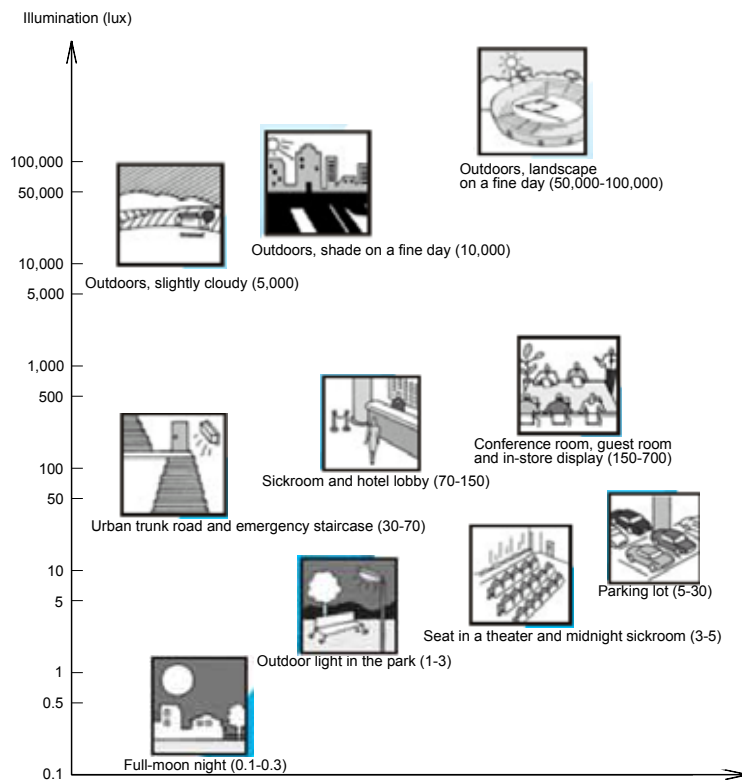 Illumination (lux)
100,000
50,000
10,000
5,000
1,000
500
100
50
10
5
1
0.5
0.1
Outdoors, landscape
on a fine day (50,000-100,000)
Outdoors, shade on a fine day (10,000)
Outdoors, slightly cloudy (5,000)
Conference room, guest room
and in-store display (150-700)
Sickroom and hotel lobby (70-150)
Urban trunk road and emergency staircase (30-70)
Parking lot (5-30)
Seat in a theater and midnight sickroom (3-5)
Outdoor light in the park (1-3)
Full-moon night (0.1-0.3)